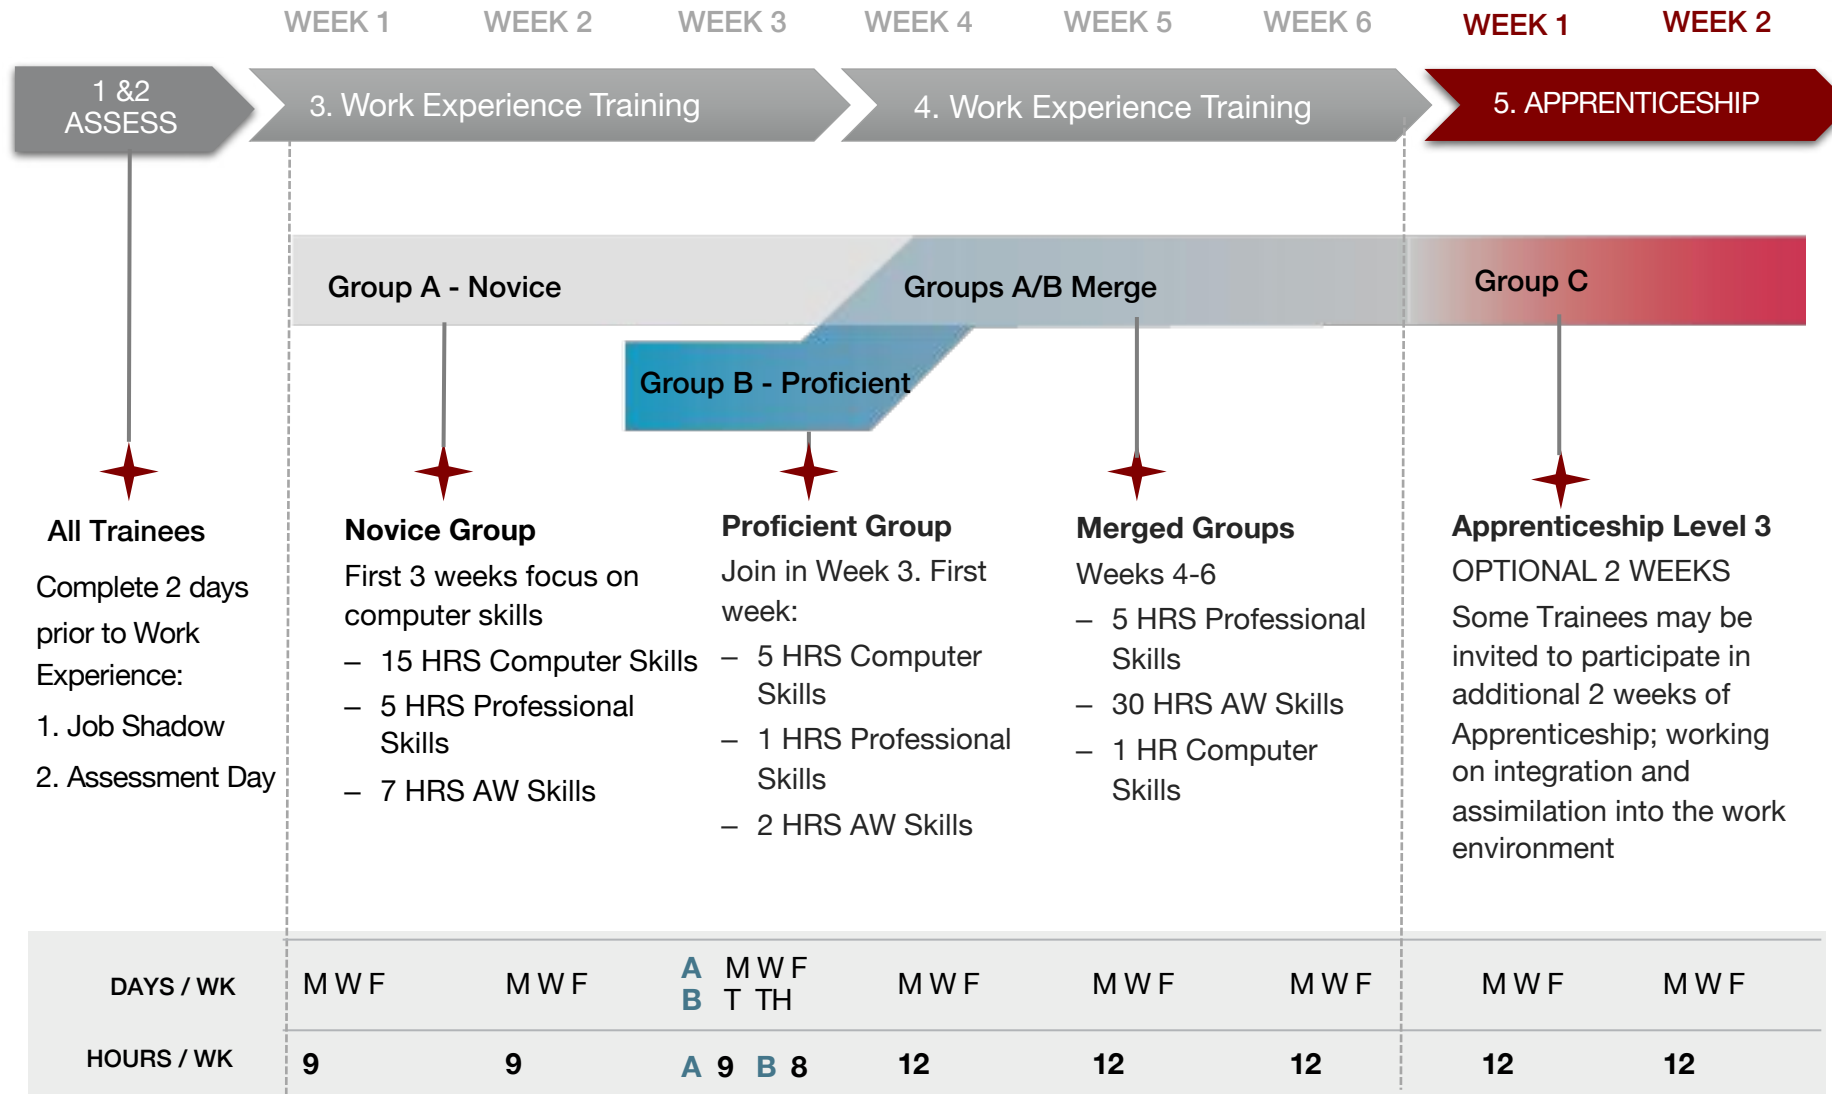 WEEK 1 WEEK 2 WEEK 3 WEEK 4 WEEK 5 WEEK 6 WEEK 1 WEEK 2
1 &2
ASSESS
3. Work Experience Training
4. Work Experience Training
5. APPRENTICESHIP
Group A - Novice
Groups A/B Merge
Group C
Group B - Proficient
All Trainees
Complete 2 days
prior to Work
Experience:
1. Job Shadow
2. Assessment Day
Novice Group
First 3 weeks focus on
computer skills
– 15 HRS Computer Skills
– 5 HRS Professional
Skills
– 7 HRS AW Skills
Proficient Group
Join in Week 3. First
week:
– 5 HRS Computer
Skills
– 1 HRS Professional
Skills
– 2 HRS AW Skills
Merged Groups
Weeks 4-6
– 5 HRS Professional
Skills
– 30 HRS AW Skills
– 1 HR Computer
Skills
Apprenticeship Level 3
OPTIONAL 2 WEEKS
Some Trainees may be
invited to participate in
additional 2 weeks of
Apprenticeship; working
on integration and
assimilation into the work
environment
DAYS / WK M W F M W F A M W F M W F M W F M W F M W F M W F
B T TH
HOURS / WK 9 9 A 9 B 8 12 12 12 12 12